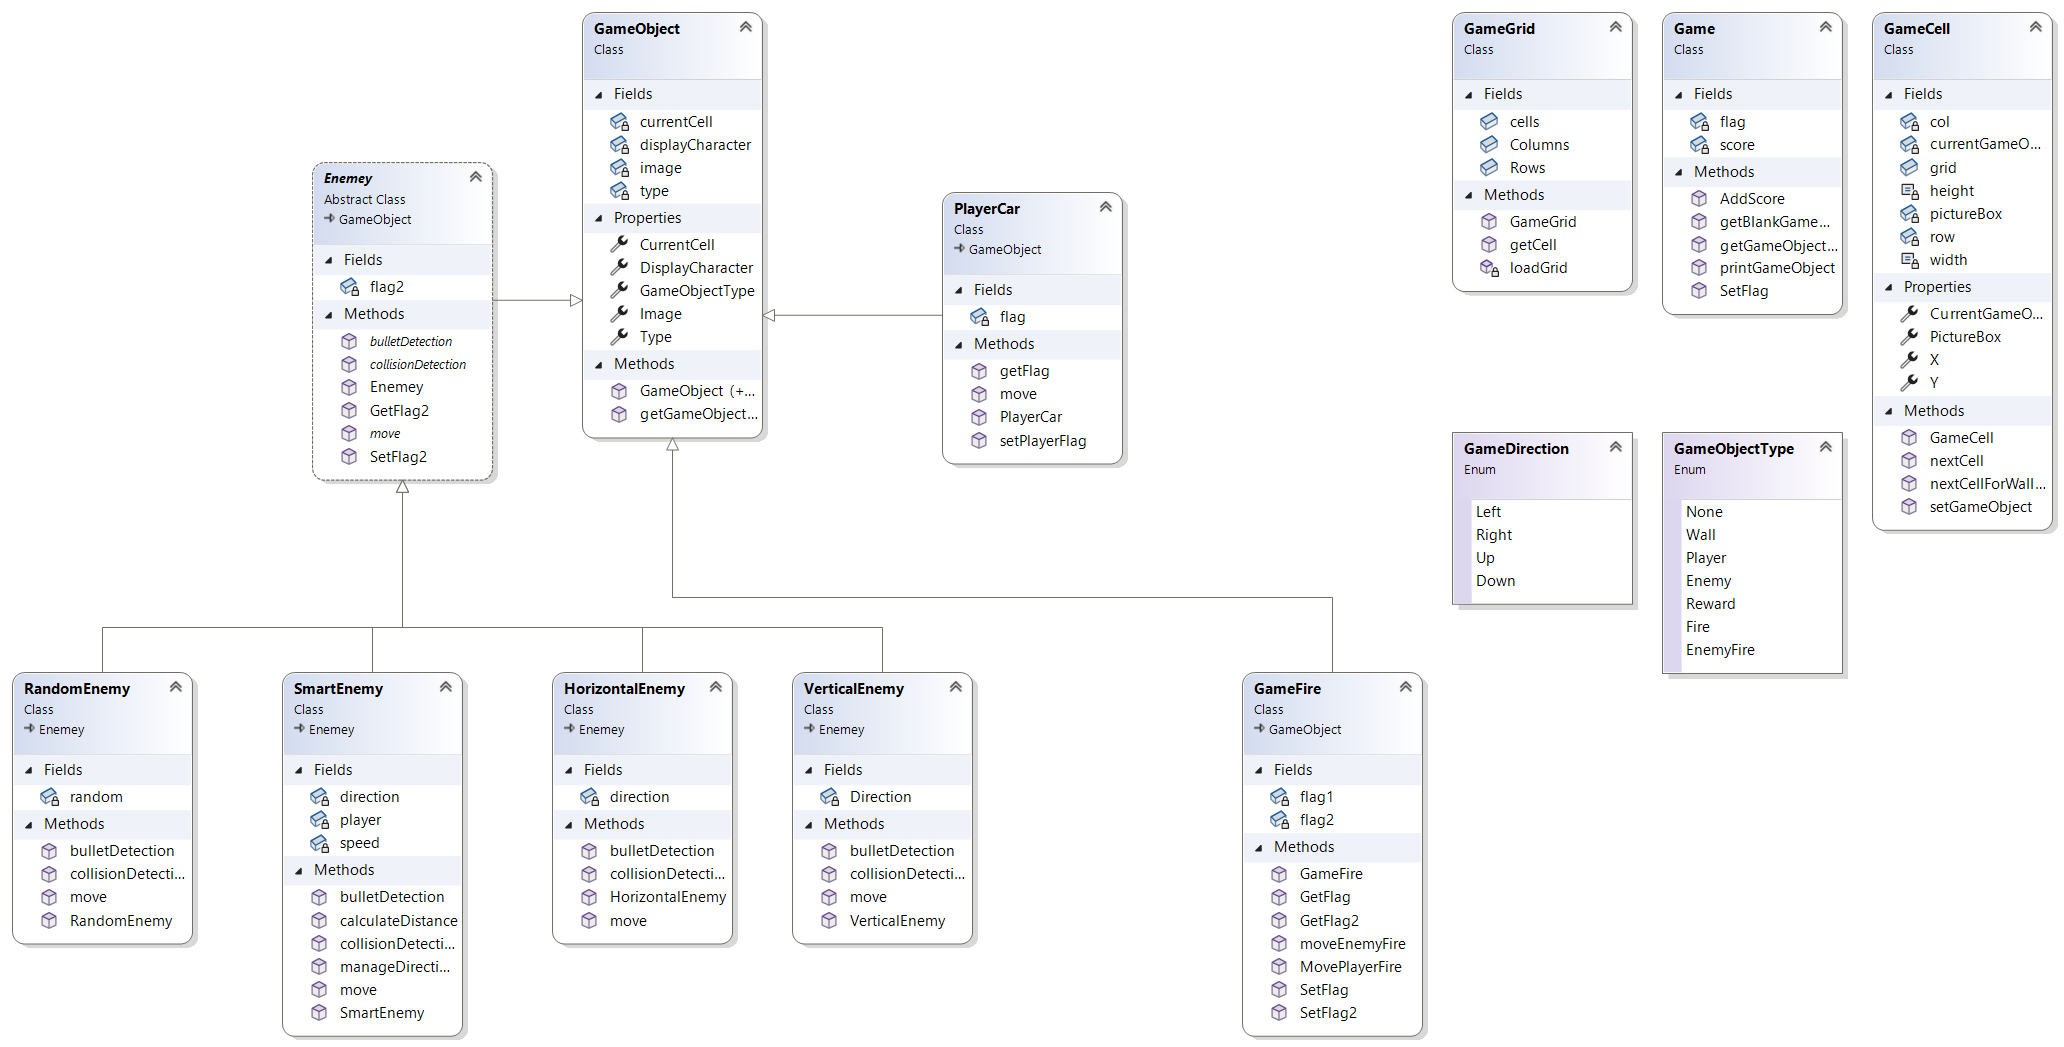 GameObject
Class
Fields
currentCell
displayCharacter
image
type
Properties
CurrentCell
DisplayCharacter
GameObjectType
Image
Type
Methods
GameObject (+...
getGameObject...
Enemey
Abstract Class
GameObject
Fields
flag2
Methods
bulletDetection
collisionDetection
Enemey
GetFlag2
move
SetFlag2
PlayerCar
Class
GameObject
Fields
flag
Methods
getFlag
move
PlayerCar
setPlayerFlag
GameGrid
Class
Fields
cells
Columns
Rows
Methods
GameGrid
getCell
loadGrid
Game
Class
Fields
flag
score
Methods
AddScore
getBlankGame...
getGameObject...
printGameObject
SetFlag
GameCell
Class
Fields
col
currentGameO...
grid
height
pictureBox
row
width
Properties
CurrentGameO...
PictureBox
X
Y
Methods
GameCell
nextCell
nextCellForWall...
setGameObject
GameDirection
Enum
Left
Right
Up
Down
GameObjectType
Enum
None
Wall
Player
Enemy
Reward
Fire
EnemyFire
RandomEnemy
Class
Enemey
Fields
random
Methods
bulletDetection
collisionDetecti...
move
RandomEnemy
SmartEnemy
Class
Enemey
Fields
direction
player
speed
Methods
bulletDetection
calculateDistance
collisionDetecti...
manageDirecti...
move
SmartEnemy
HorizontalEnemy
Class
Enemey
Fields
direction
Methods
bulletDetection
collisionDetecti...
HorizontalEnemy
move
VerticalEnemy
Class
Enemey
Fields
Direction
Methods
bulletDetection
collisionDetecti...
move
VerticalEnemy
GameFire
Class
GameObject
Fields
flag1
flag2
Methods
GameFire
GetFlag
GetFlag2
moveEnemyFire
MovePlayerFire
SetFlag
SetFlag2